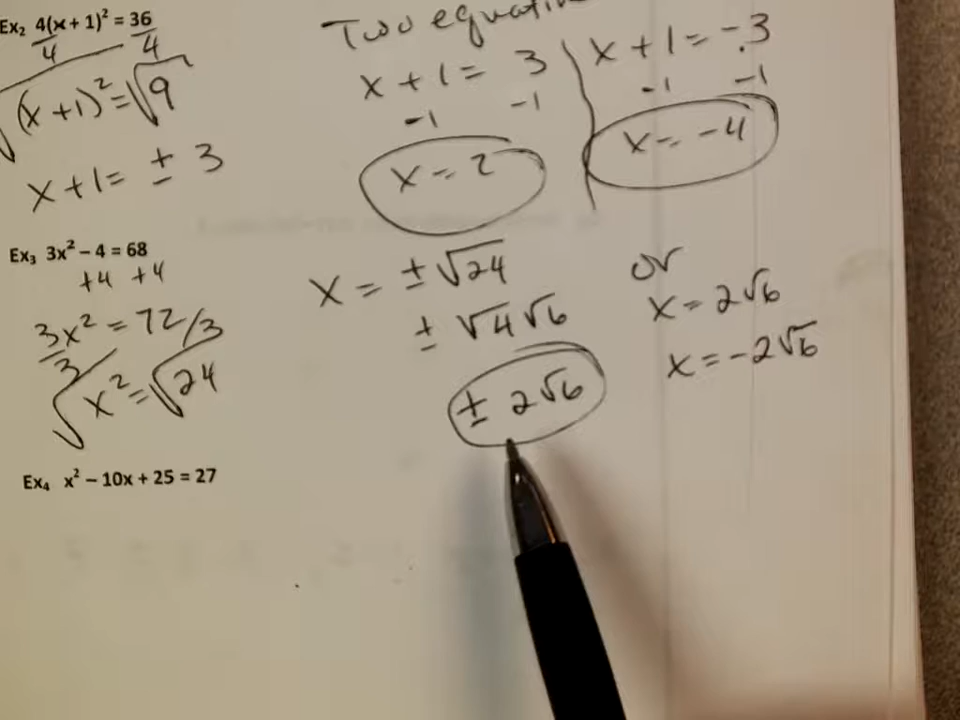 Ex2 4(x+1)² = 36
4 4
√(x+1)² = √9
x+1 = ± 3
Two equation
x+1 = 3
-1 -1
x = 2
x+1 = -3
-1 -1
x = -4
Ex3 3x² − 4 = 68
+4 +4
3x² = 72/3
3
√x² = √24
x = ± √24
± √4 √6
± 2√6
or
x = 2√6
x = -2√6
Ex4 x² − 10x + 25 = 27